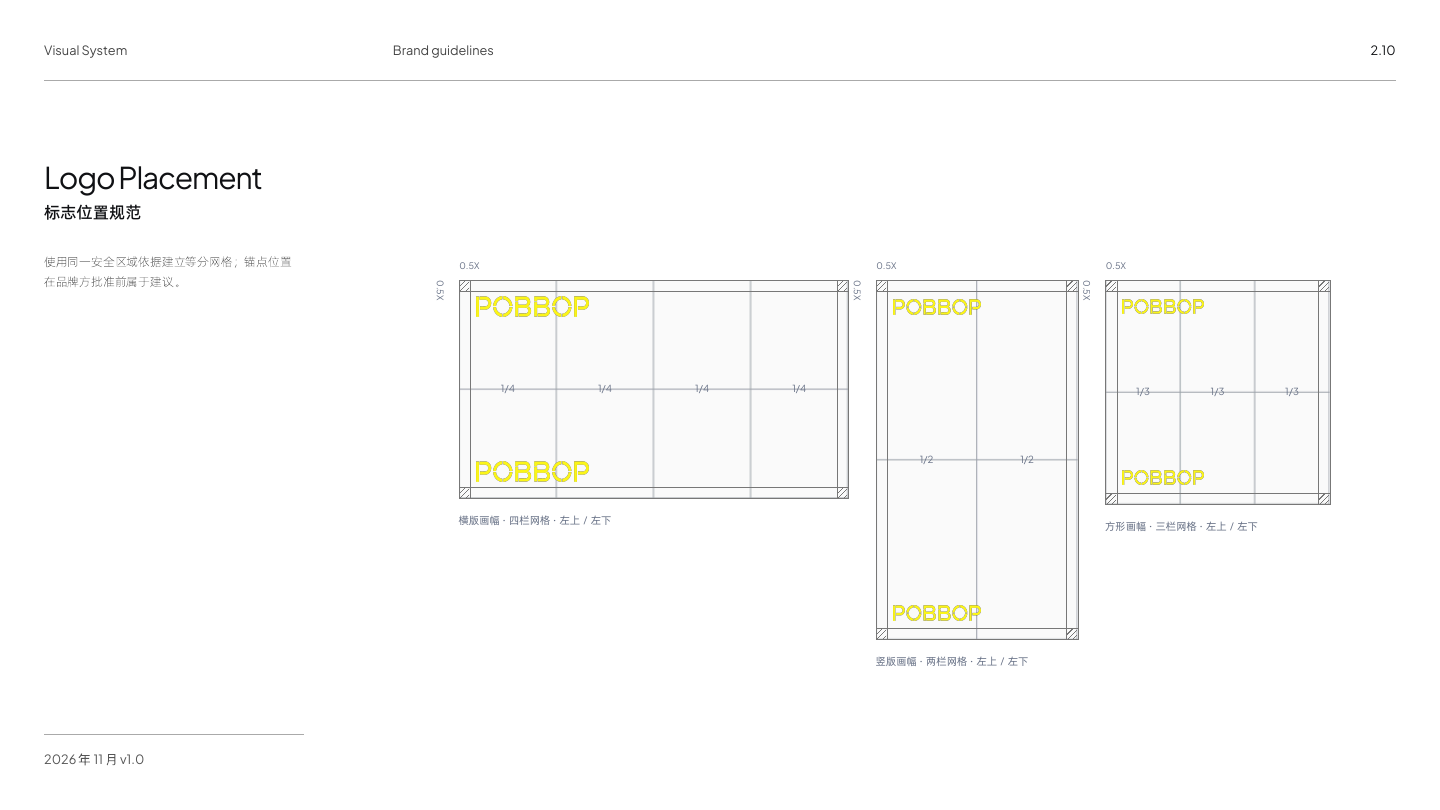 Visual System
Brand guidelines
2.10
Logo Placement
标志位置规范
使用同一安全区域依据建立等分网格；锚点位置
在品牌方批准前属于建议。
0.5X
0.5X
POBBOP
1/4
1/4
1/4
1/4
POBBOP
横版画幅 · 四栏网格 · 左上 / 左下
0.5X
0.5X
POBBOP
1/2
1/2
POBBOP
竖版画幅 · 两栏网格 · 左上 / 左下
0.5X
0.5X
POBBOP
1/3
1/3
1/3
POBBOP
方形画幅 · 三栏网格 · 左上 / 左下
2026 年 11 月 v1.0